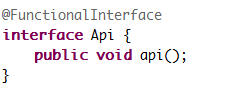 @FunctionalInterface
interface Api {
    public void api();
}